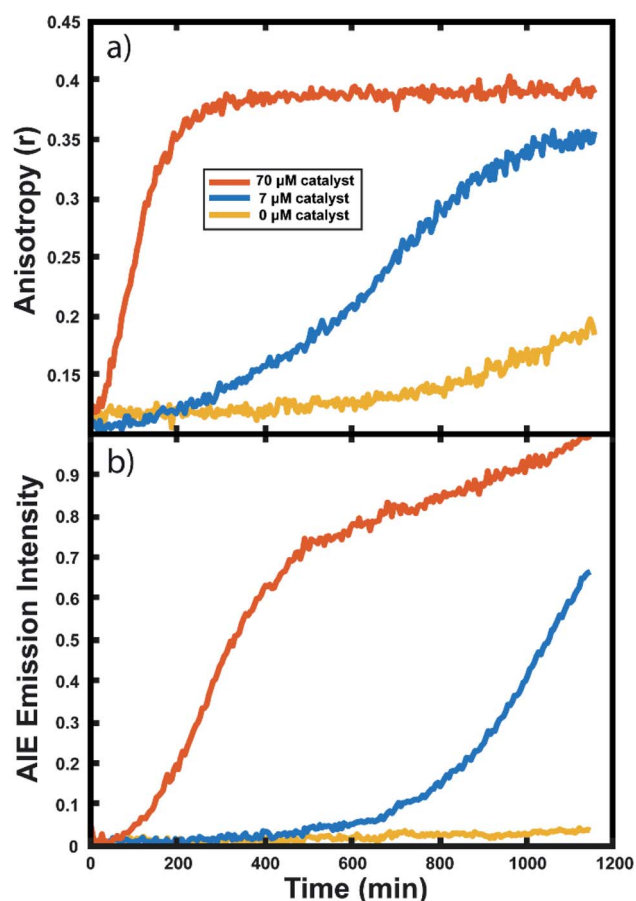 a)
0.45
0.4
0.35
0.3
0.25
0.2
0.15
Anisotropy (r)
70 μM catalyst
7 μM catalyst
0 μM catalyst
b)
0.9
0.8
0.7
0.6
0.5
0.4
0.3
0.2
0.1
0
AIE Emission Intensity
0 200 400 600 800 1000 1200
Time (min)